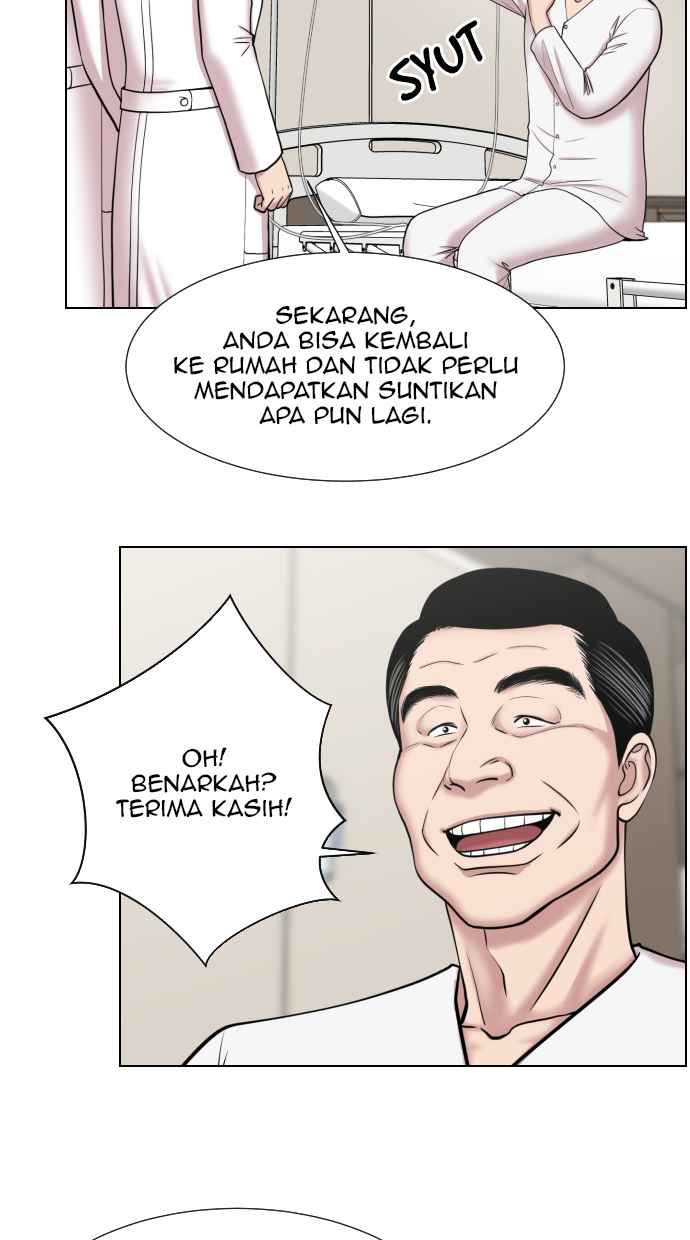 SYUT
SEKARANG,
ANDA BISA KEMBALI
KE RUMAH DAN TIDAK PERLU
MENDAPATKAN SUNTIKAN
APA PUN LAGI.
OH!
BENARKAH?
TERIMA KASIH!